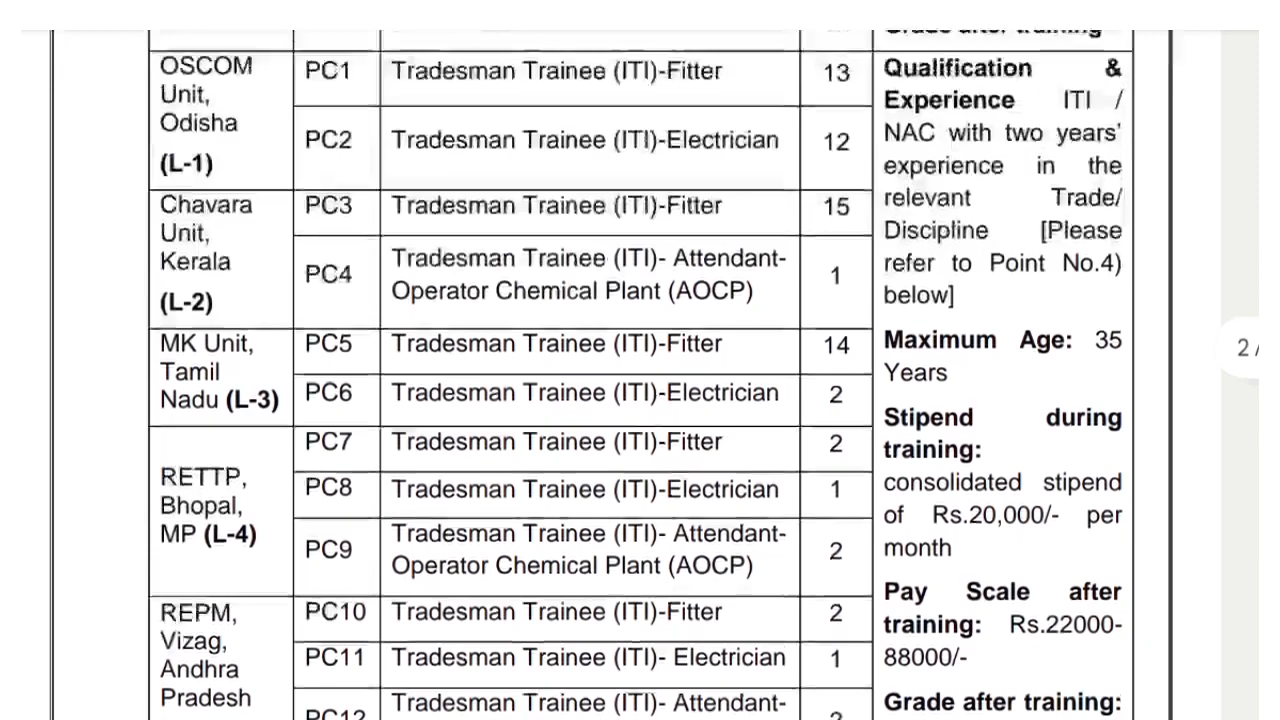 OSCOM
Unit,
Odisha
(L-1)
PC1
Tradesman Trainee (ITI)-Fitter
13
PC2
Tradesman Trainee (ITI)-Electrician
12
Chavara
Unit,
Kerala
(L-2)
PC3
Tradesman Trainee (ITI)-Fitter
15
PC4
Tradesman Trainee (ITI)- Attendant-
Operator Chemical Plant (AOCP)
1
MK Unit,
Tamil
Nadu (L-3)
PC5
Tradesman Trainee (ITI)-Fitter
14
PC6
Tradesman Trainee (ITI)-Electrician
2
RETTP,
Bhopal,
MP (L-4)
PC7
Tradesman Trainee (ITI)-Fitter
2
PC8
Tradesman Trainee (ITI)-Electrician
1
PC9
Tradesman Trainee (ITI)- Attendant-
Operator Chemical Plant (AOCP)
2
REPM,
Vizag,
Andhra
Pradesh
PC10
Tradesman Trainee (ITI)-Fitter
2
PC11
Tradesman Trainee (ITI)- Electrician
1
PC12
Tradesman Trainee (ITI)- Attendant-
Grade after training
Qualification &
Experience ITI /
NAC with two years'
experience in the
relevant Trade/
Discipline [Please
refer to Point No.4)
below]
Maximum Age: 35
Years
Stipend during
training:
consolidated stipend
of Rs.20,000/- per
month
Pay Scale after
training: Rs.22000-
88000/-
Grade after training:
2 /